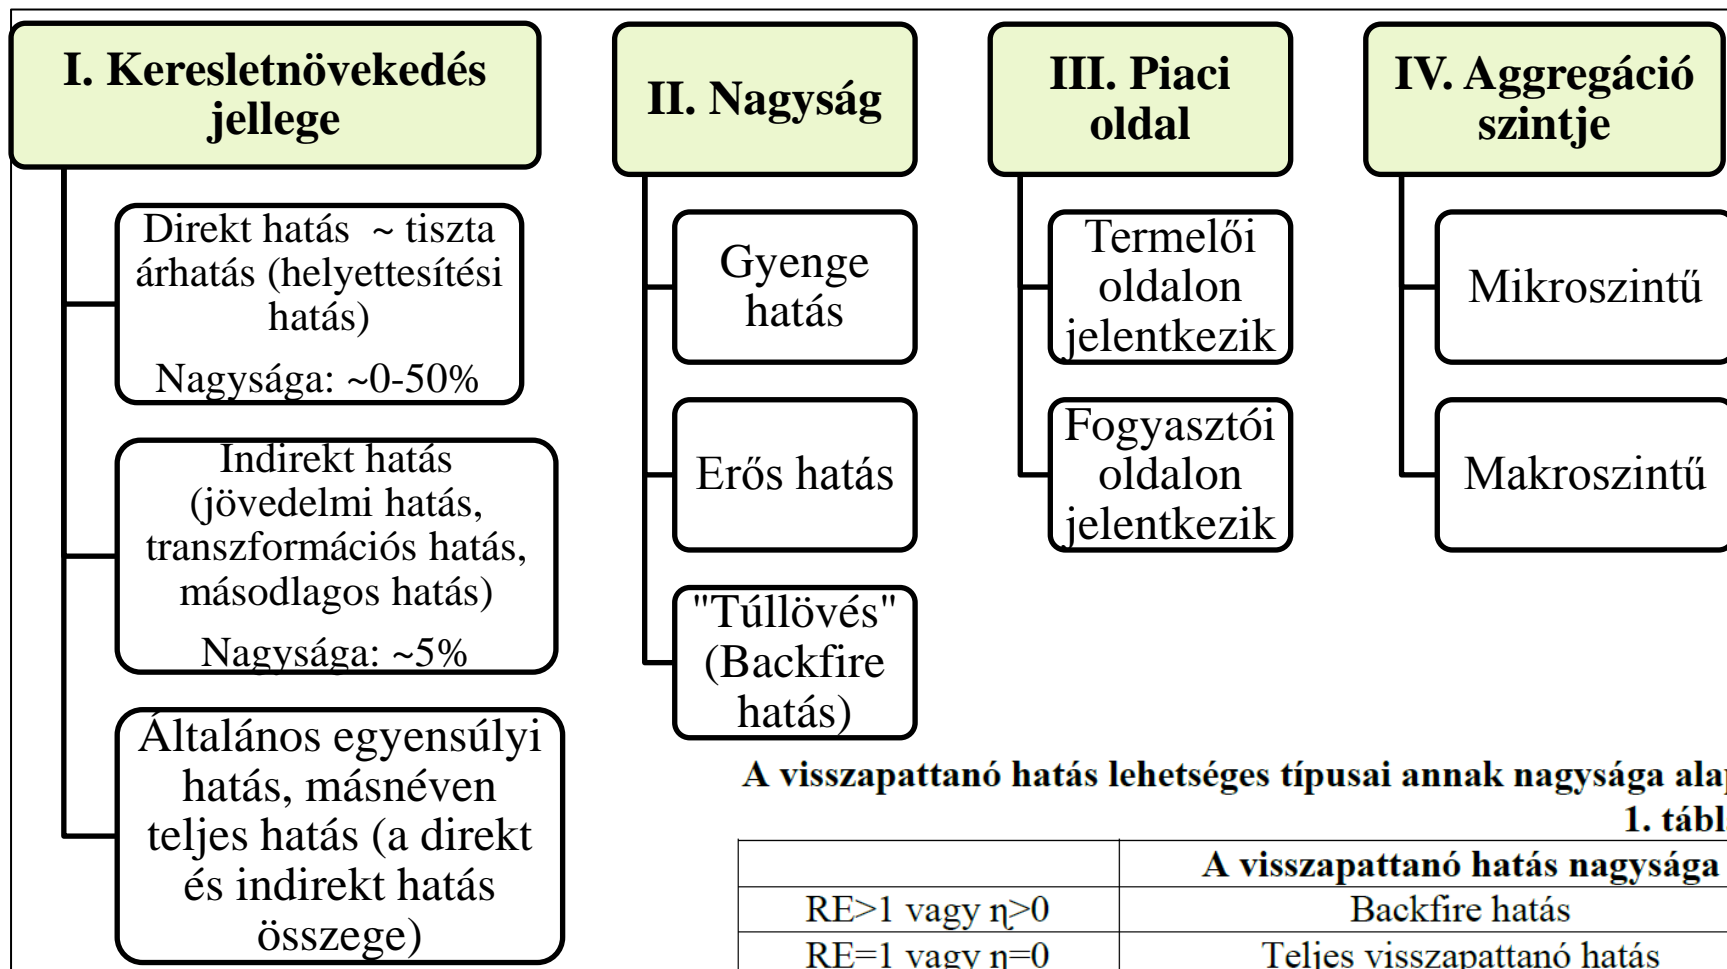 I. Keresletnövekedés
jellege
Direkt hatás ~ tiszta
árhatás (helyettesítési
hatás)
Nagysága: ~0-50%
Indirekt hatás
(jövedelmi hatás,
transzformációs hatás,
másodlagos hatás)
Nagysága: ~5%
Általános egyensúlyi
hatás, másnéven
teljes hatás (a direkt
és indirekt hatás
összege)
II. Nagyság
Gyenge
hatás
Erős hatás
"Túllövés"
(Backfire
hatás)
III. Piaci
oldal
Termelői
oldalon
jelentkezik
Fogyasztói
oldalon
jelentkezik
IV. Aggregáció
szintje
Mikroszintű
Makroszintű
A visszapattanó hatás lehetséges típusai annak nagysága
1.
A visszapattanó hatás nagysága
RE>1 vagy η>0 Backfire hatás
RE=1 vagy η=0 Teljes visszapattanó hatás